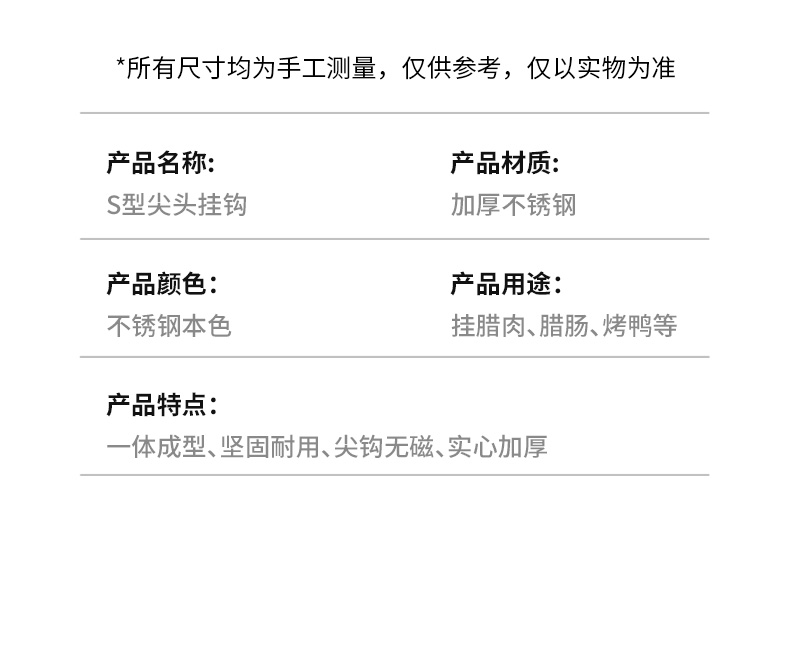 *所有尺寸均为手工测量，仅供参考，仅以实物为准
产品名称:
产品材质:
S型尖头挂钩
加厚不锈钢
产品颜色：
产品用途：
不锈钢本色
挂腊肉、腊肠、烤鸭等
产品特点：
一体成型、坚固耐用、尖钩无磁、实心加厚